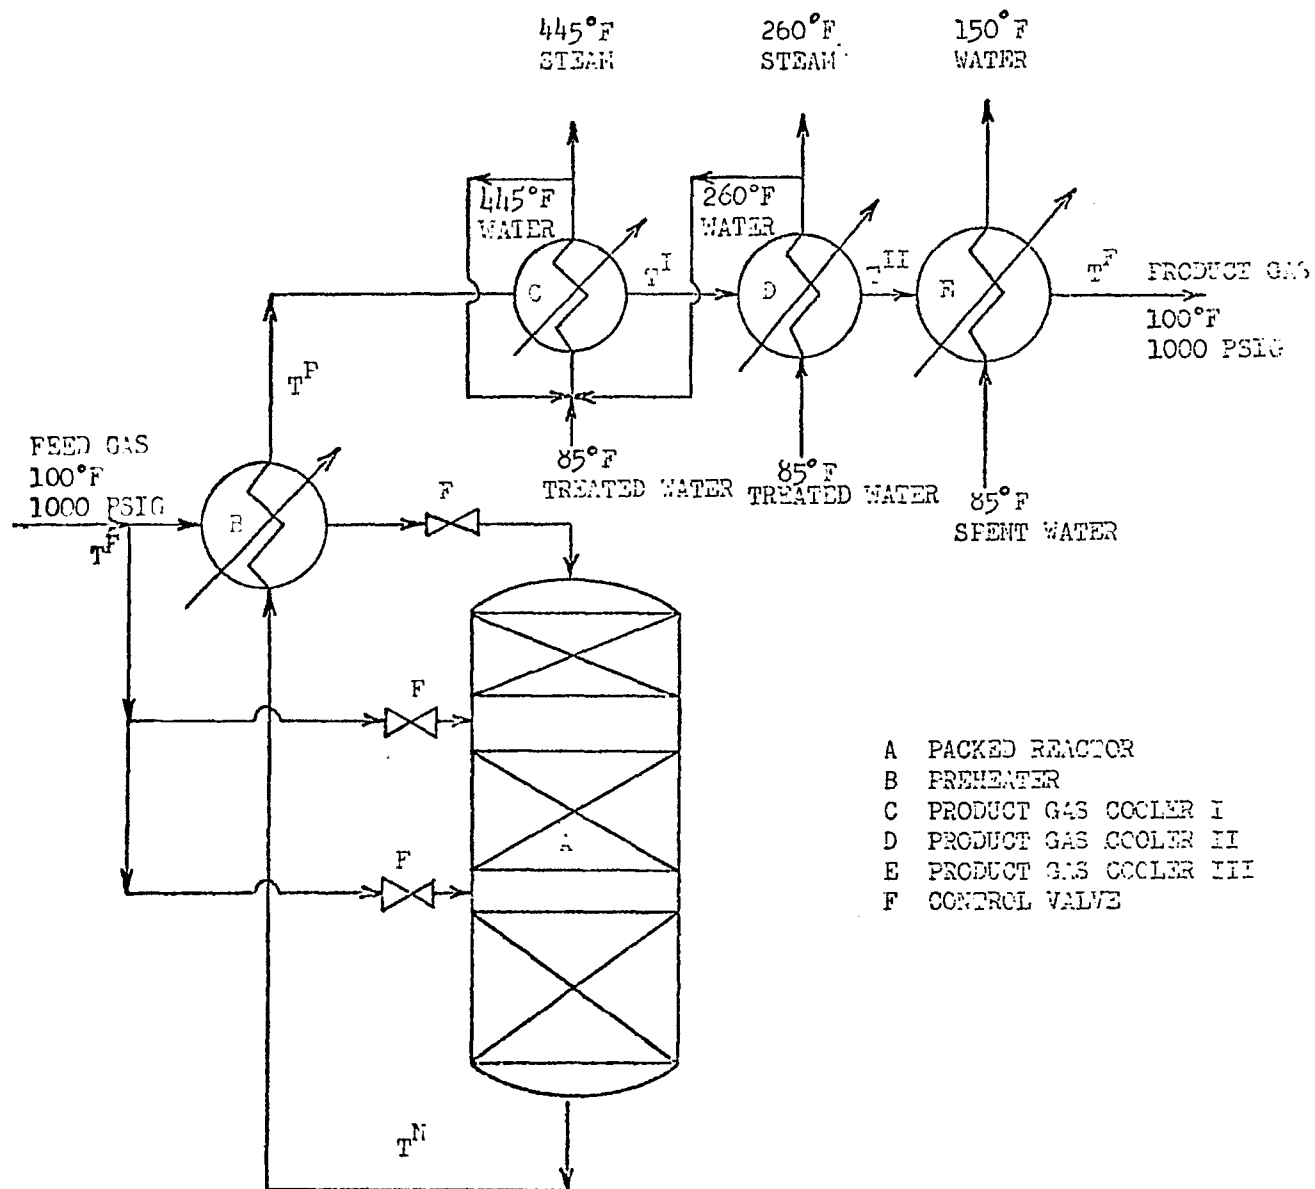 445°F
STEAM
260°F
STEAM
150°F
WATER
445°F
WATER
260°F
WATER
C
T^I
D
T^II
E
T^F
PRODUCT GAS
100°F
1000 PSIG
T^P
FEED GAS
100°F
1000 PSIG
T^F
B
F
85°F
TREATED WATER
85°F
TREATED WATER
85°F
SPENT WATER
F
F
A
T^N
A PACKED REACTOR
B PREHEATER
C PRODUCT GAS COOLER I
D PRODUCT GAS COOLER II
E PRODUCT GAS COOLER III
F CONTROL VALVE